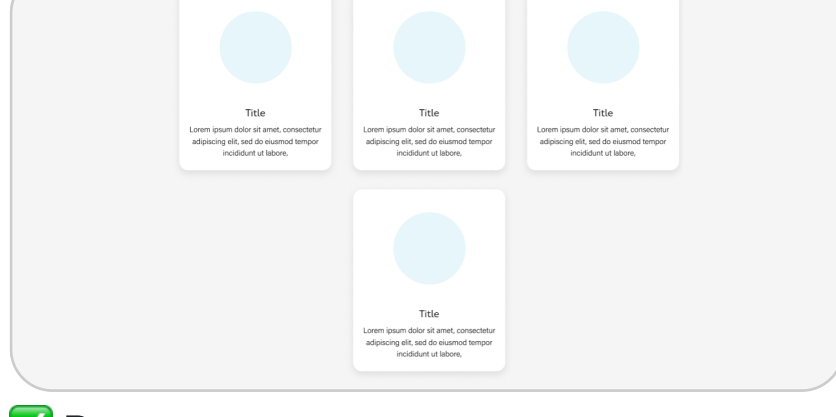 Title
Lorem ipsum dolor sit amet, consectetur
adipiscing elit, sed do eiusmod tempor
incididunt ut labore,
Title
Lorem ipsum dolor sit amet, consectetur
adipiscing elit, sed do eiusmod tempor
incididunt ut labore,
Title
Lorem ipsum dolor sit amet, consectetur
adipiscing elit, sed do eiusmod tempor
incididunt ut labore,
Title
Lorem ipsum dolor sit amet, consectetur
adipiscing elit, sed do eiusmod tempor
incididunt ut labore,